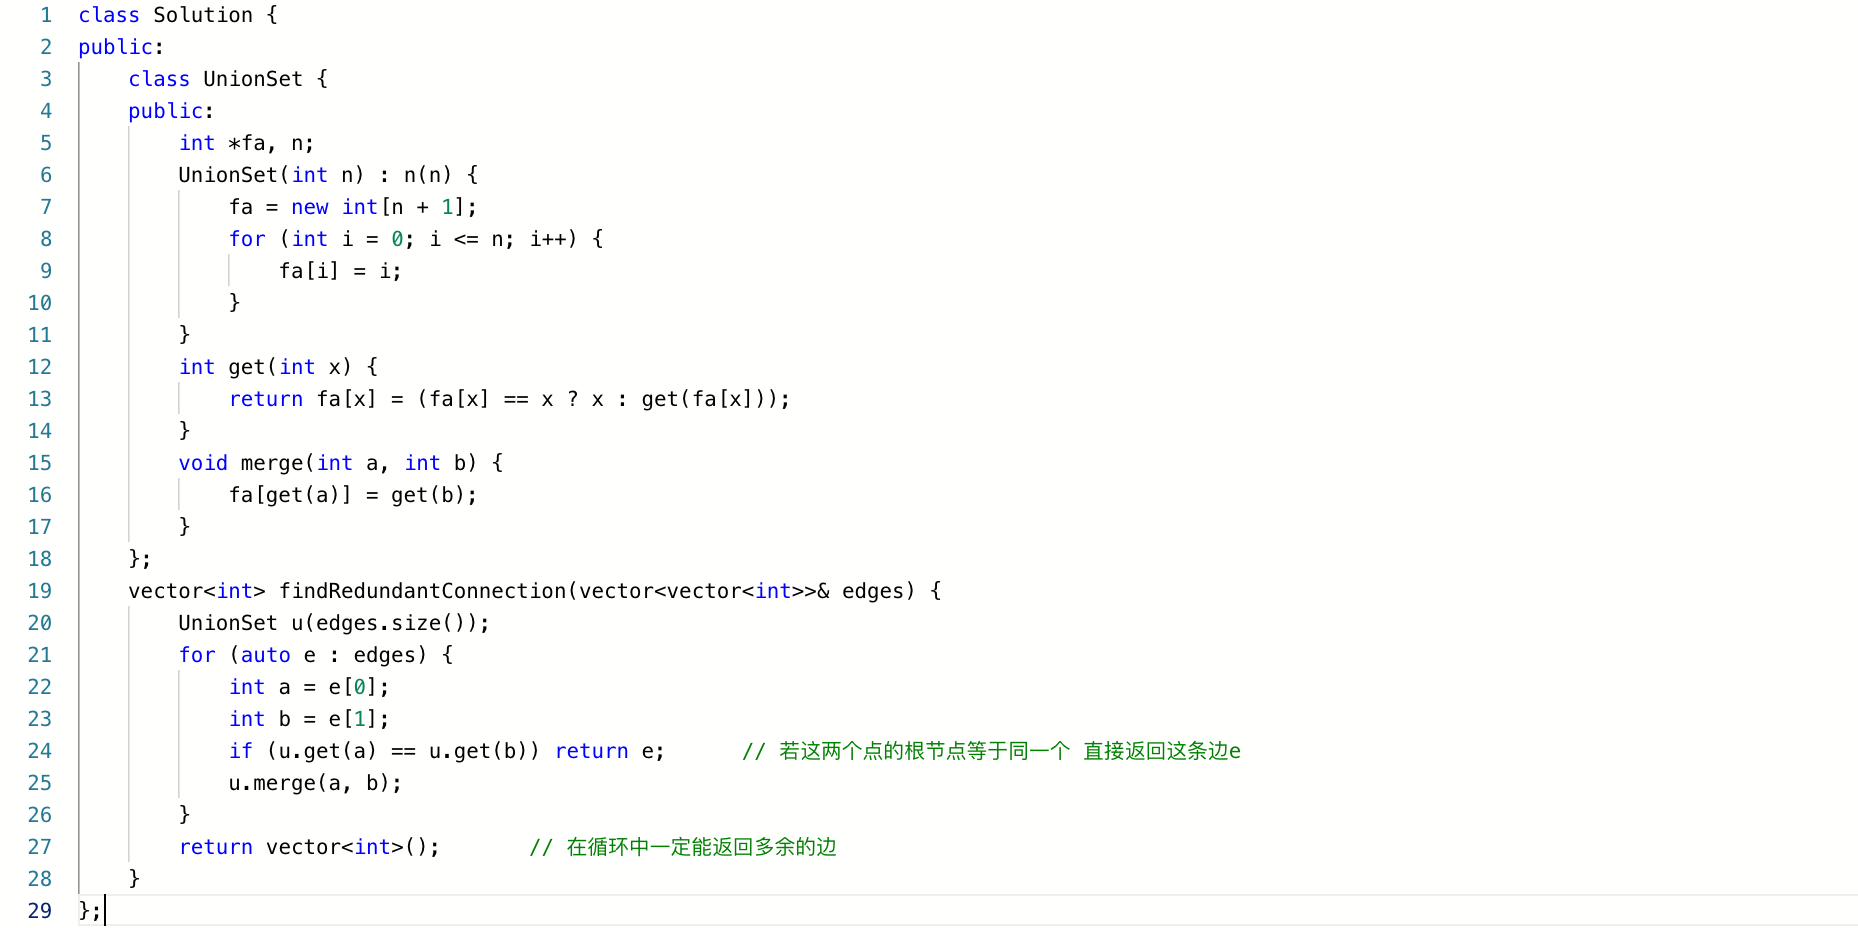 1 class Solution {
2 public:
3     class UnionSet {
4     public:
5         int *fa, n;
6         UnionSet(int n) : n(n) {
7             fa = new int[n + 1];
8             for (int i = 0; i <= n; i++) {
9                 fa[i] = i;
10             }
11         }
12         int get(int x) {
13             return fa[x] = (fa[x] == x ? x : get(fa[x]));
14         }
15         void merge(int a, int b) {
16             fa[get(a)] = get(b);
17         }
18     };
19     vector<int> findRedundantConnection(vector<vector<int>>& edges) {
20         UnionSet u(edges.size());
21         for (auto e : edges) {
22             int a = e[0];
23             int b = e[1];
24             if (u.get(a) == u.get(b)) return e;      // 若这两个点的根节点等于同一个 直接返回这条边e
25             u.merge(a, b);
26         }
27         return vector<int>();       // 在循环中一定能返回多余的边
28     }
29 };